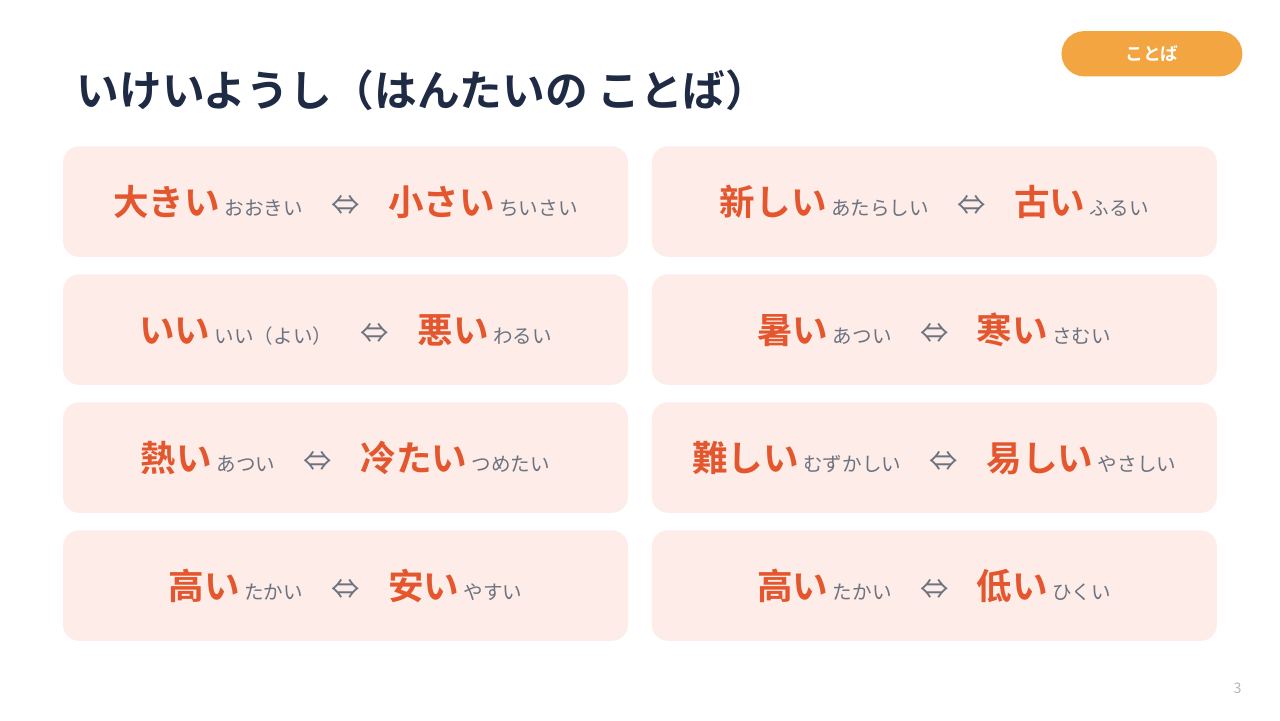 ことば
いけいようし（はんたいの ことば）
大きい おおきい ⇔ 小さい ちいさい
新しい あたらしい ⇔ 古い ふるい
いい いい（よい） ⇔ 悪い わるい
暑い あつい ⇔ 寒い さむい
熱い あつい ⇔ 冷たい つめたい
難しい むずかしい ⇔ 易しい やさしい
高い たかい ⇔ 安い やすい
高い たかい ⇔ 低い ひくい
3